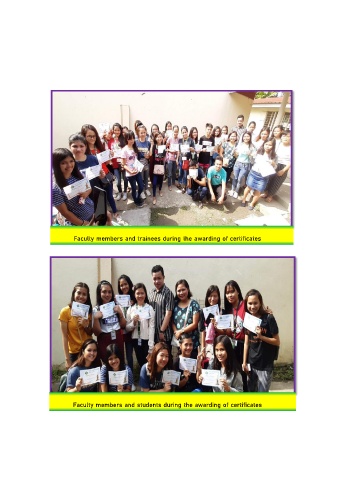 Faculty members and trainees during the awarding of certificates
Faculty members and students during the awarding of certificates